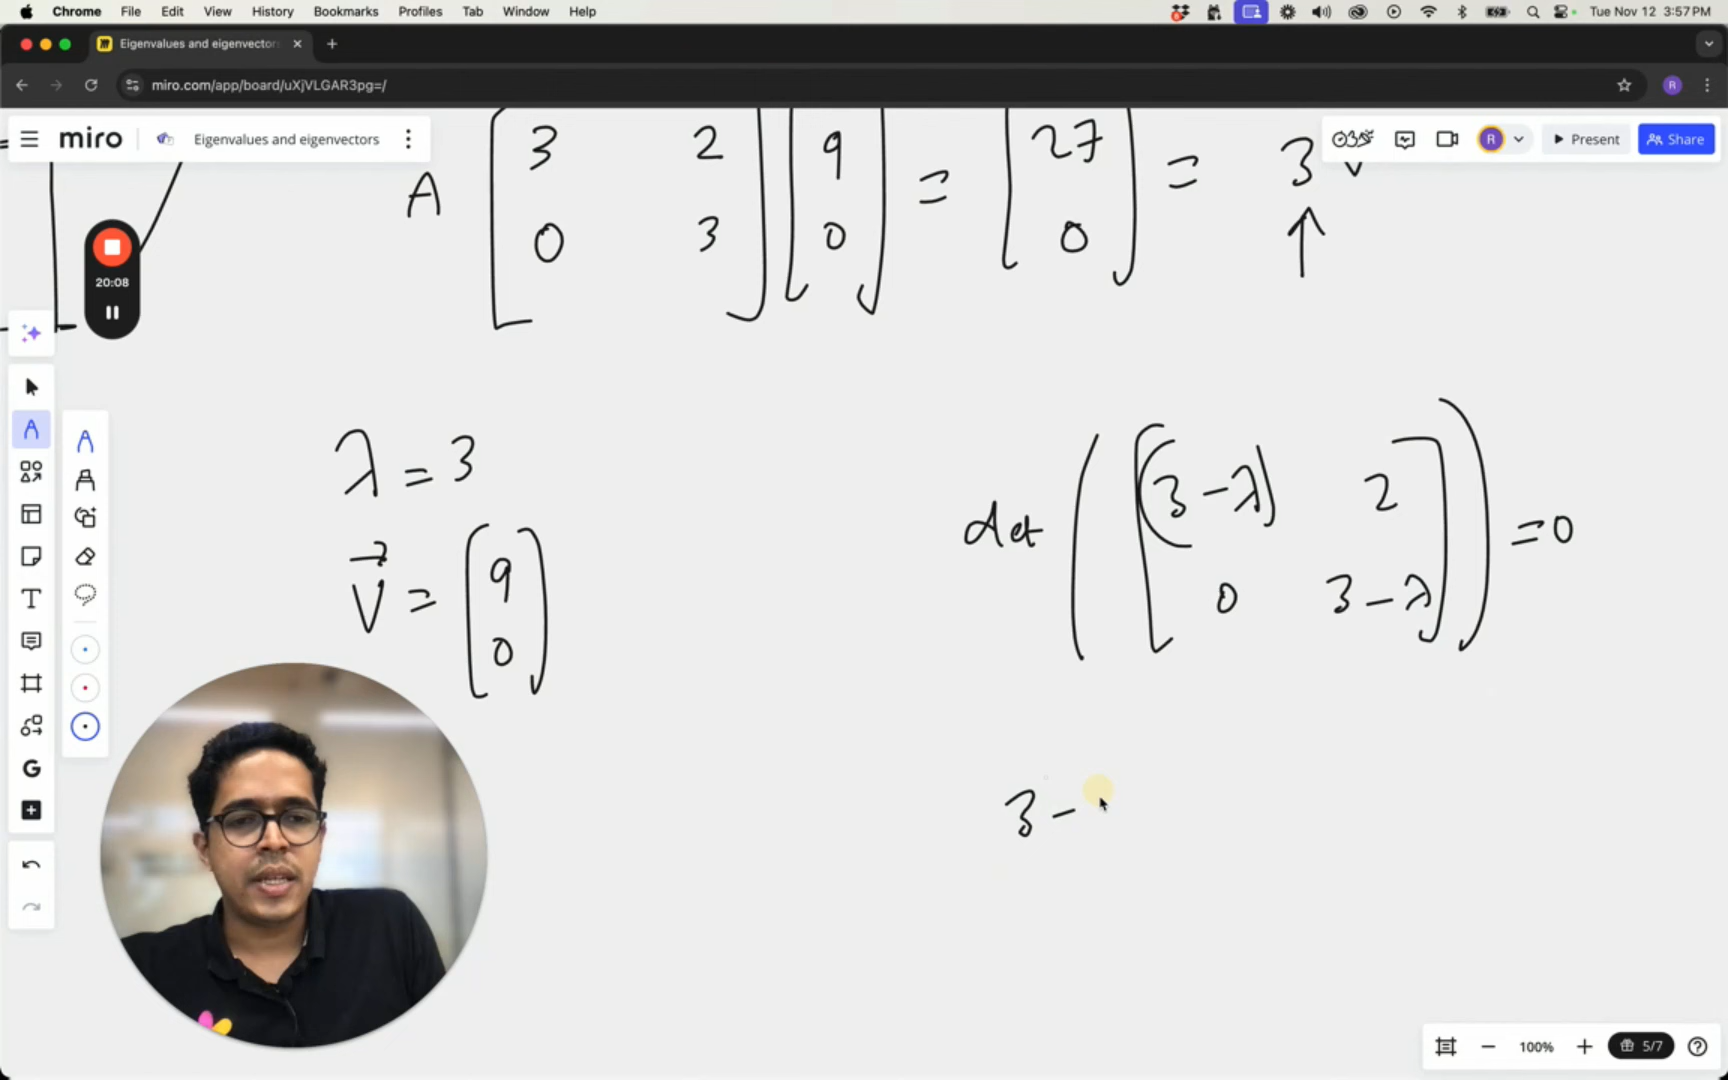 Chrome File Edit View History Bookmarks Profiles Tab Window Help Tue Nov 12 3:57 PM
Eigenvalues and eigenvector
miro.com/app/board/uXjVLGAR3pg=/ R
miro Eigenvalues and eigenvectors R Present Share
A [3 2 [9 = [27 = 3 v
0 3] 0] 0]
20:08
λ = 3
v = [9
0]
det ([(3-λ) 2
0 3-λ]) =0
3 -
T
G
100% 5/7